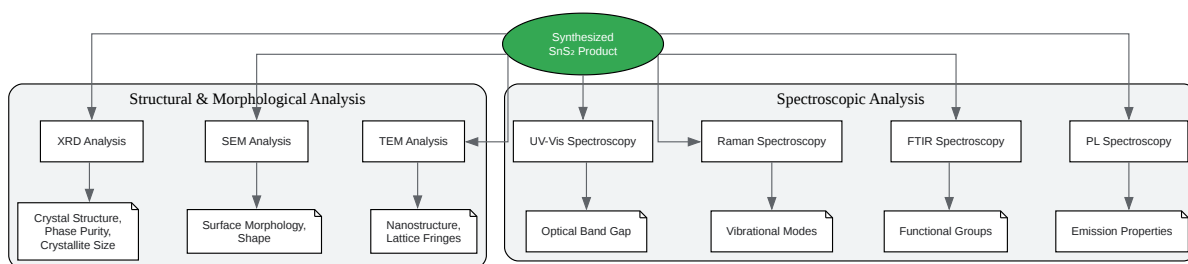 Synthesized
SnS₂ Product
Structural & Morphological Analysis
Spectroscopic Analysis
XRD Analysis
SEM Analysis
TEM Analysis
UV-Vis Spectroscopy
Raman Spectroscopy
FTIR Spectroscopy
PL Spectroscopy
Crystal Structure,
Phase Purity,
Crystallite Size
Surface Morphology,
Shape
Nanostructure,
Lattice Fringes
Optical Band Gap
Vibrational Modes
Functional Groups
Emission Properties